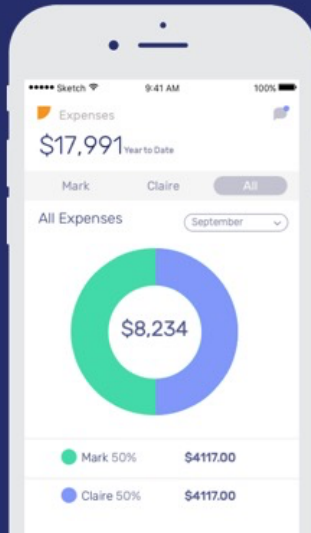 ●●●●● Sketch 9:41 AM 100%
Expenses
$17,991 Year to Date
Mark Claire All
All Expenses September
$8,234
Mark 50% $4117.00
Claire 50% $4117.00